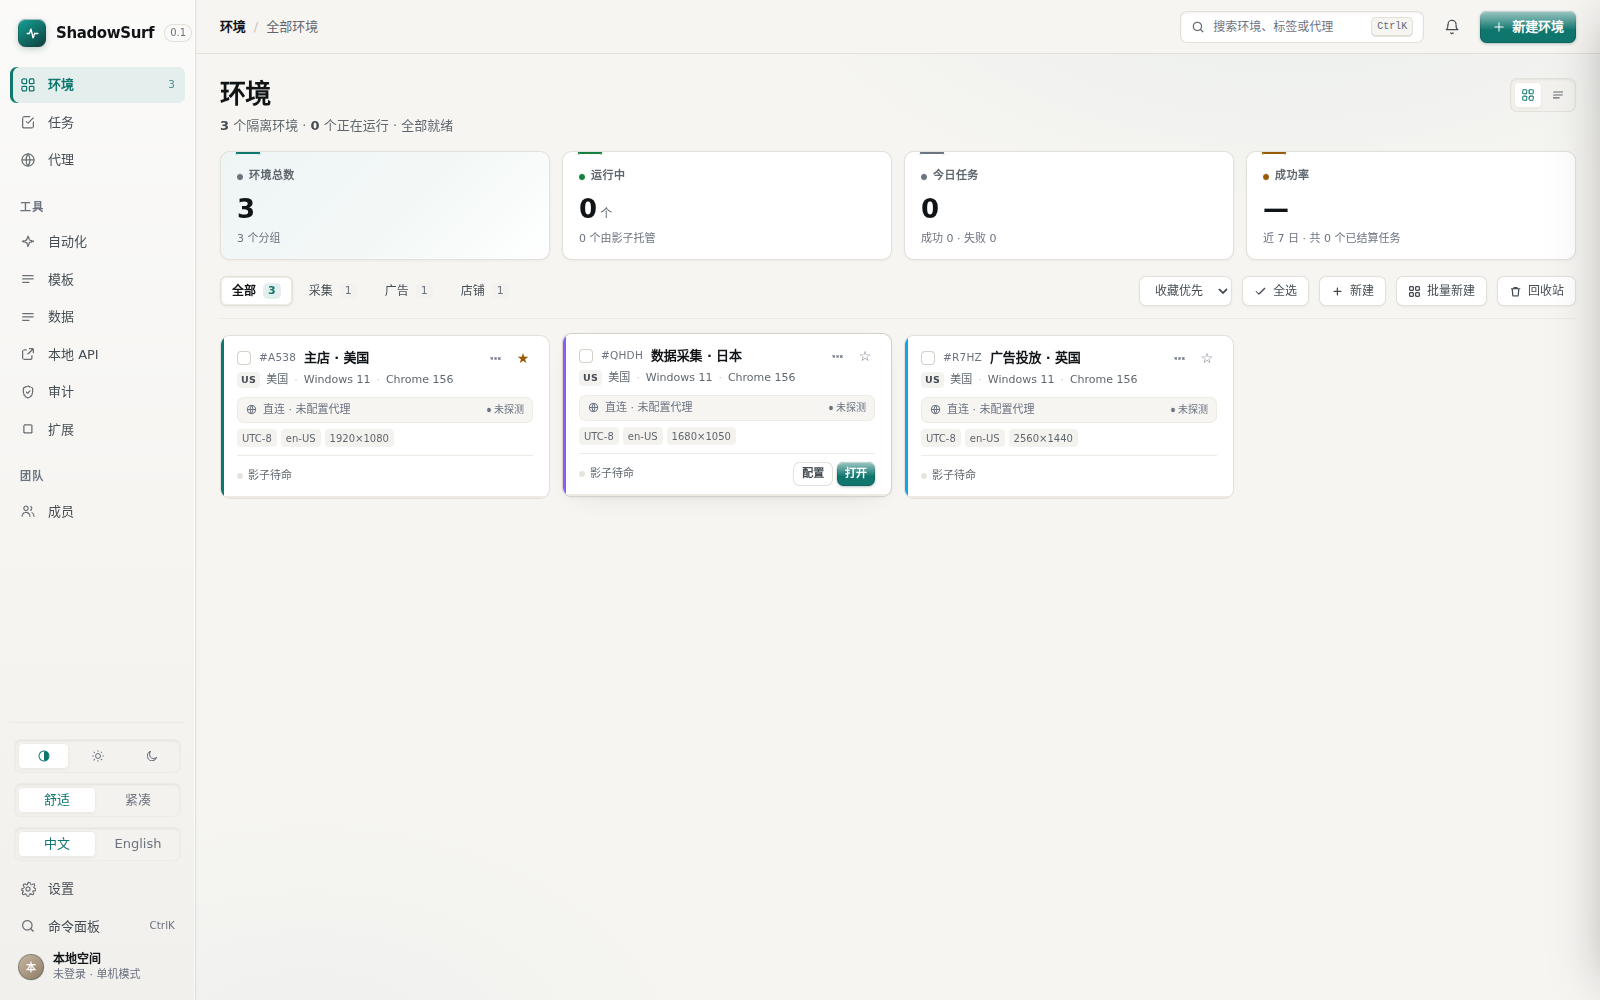 ShadowSurf 0.1
环境 3
任务
代理
工具
自动化
模板
数据
本地 API
审计
扩展
团队
成员
舒适 紧凑
中文 English
设置
命令面板 CtrlK
本 本地空间
未登录 · 单机模式
环境 / 全部环境
搜索环境、标签或代理 CtrlK
+ 新建环境
环境
3 个隔离环境 · 0 个正在运行 · 全部就绪
环境总数
3
3 个分组
运行中
0 个
0 个由影子托管
今日任务
0
成功 0 · 失败 0
成功率
—
近 7 日 · 共 0 个已结算任务
全部 3 采集 1 广告 1 店铺 1
收藏优先 全选 + 新建 批量新建 回收站
#A538 主店 · 美国 ··· ★
US 美国 · Windows 11 · Chrome 156
直连 · 未配置代理 • 未探测
UTC-8 en-US 1920×1080
影子待命
#QHDH 数据采集 · 日本 ··· ☆
US 美国 · Windows 11 · Chrome 156
直连 · 未配置代理 • 未探测
UTC-8 en-US 1680×1050
影子待命 配置 打开
#R7HZ 广告投放 · 英国 ··· ☆
US 美国 · Windows 11 · Chrome 156
直连 · 未配置代理 • 未探测
UTC-8 en-US 2560×1440
影子待命